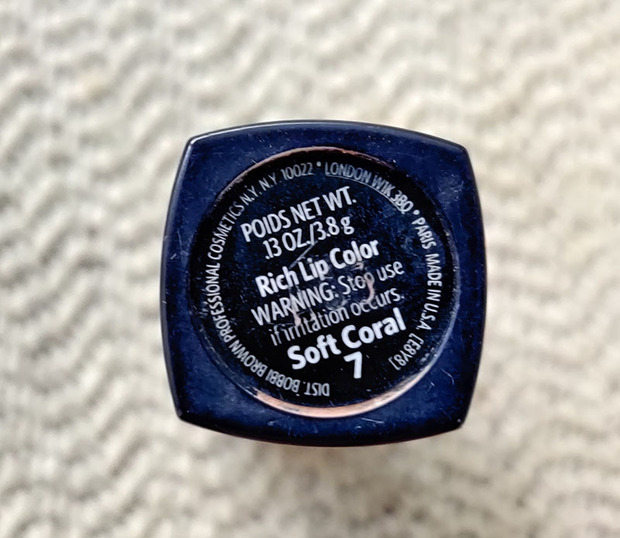 DIST. BOBBI BROWN PROFESSIONAL COSMETICS N.Y. N.Y. 10022 • LONDON W1K 3BQ • PARIS MADE IN U.S.A. [E8Y8]
POIDS NET WT.
.13 OZ./3.8 g
Rich Lip Color
WARNING: Stop use
if irritation occurs.
Soft Coral
7